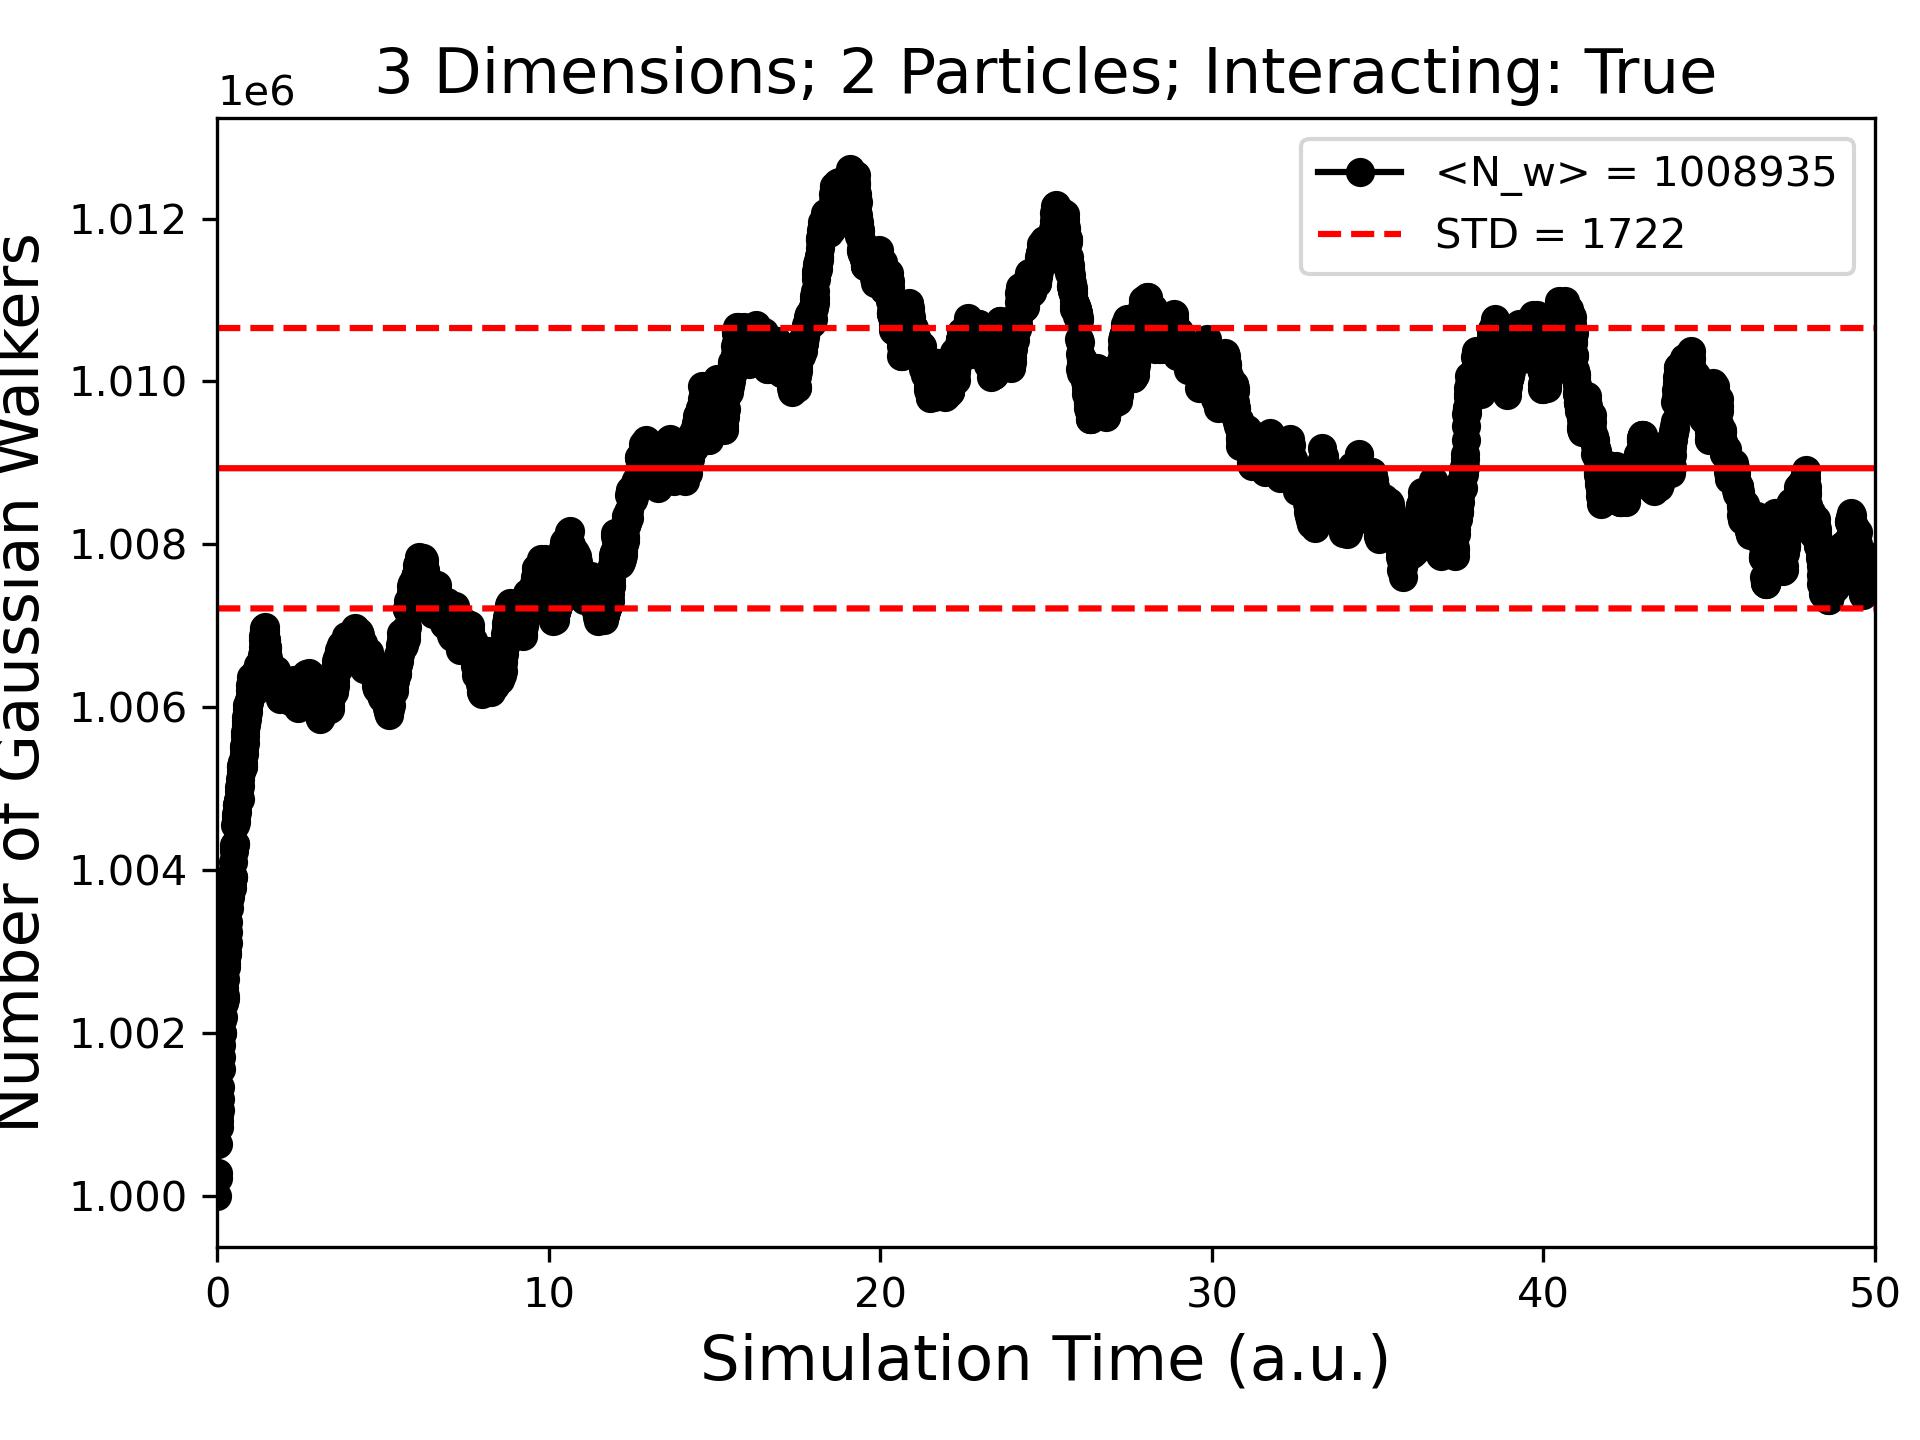 3 Dimensions; 2 Particles; Interacting: True
1e6
<N_w> = 1008935
STD = 1722
1.012
1.010
1.008
1.006
1.004
1.002
1.000
Number of Gaussian Walkers
0 10 20 30 40 50
Simulation Time (a.u.)